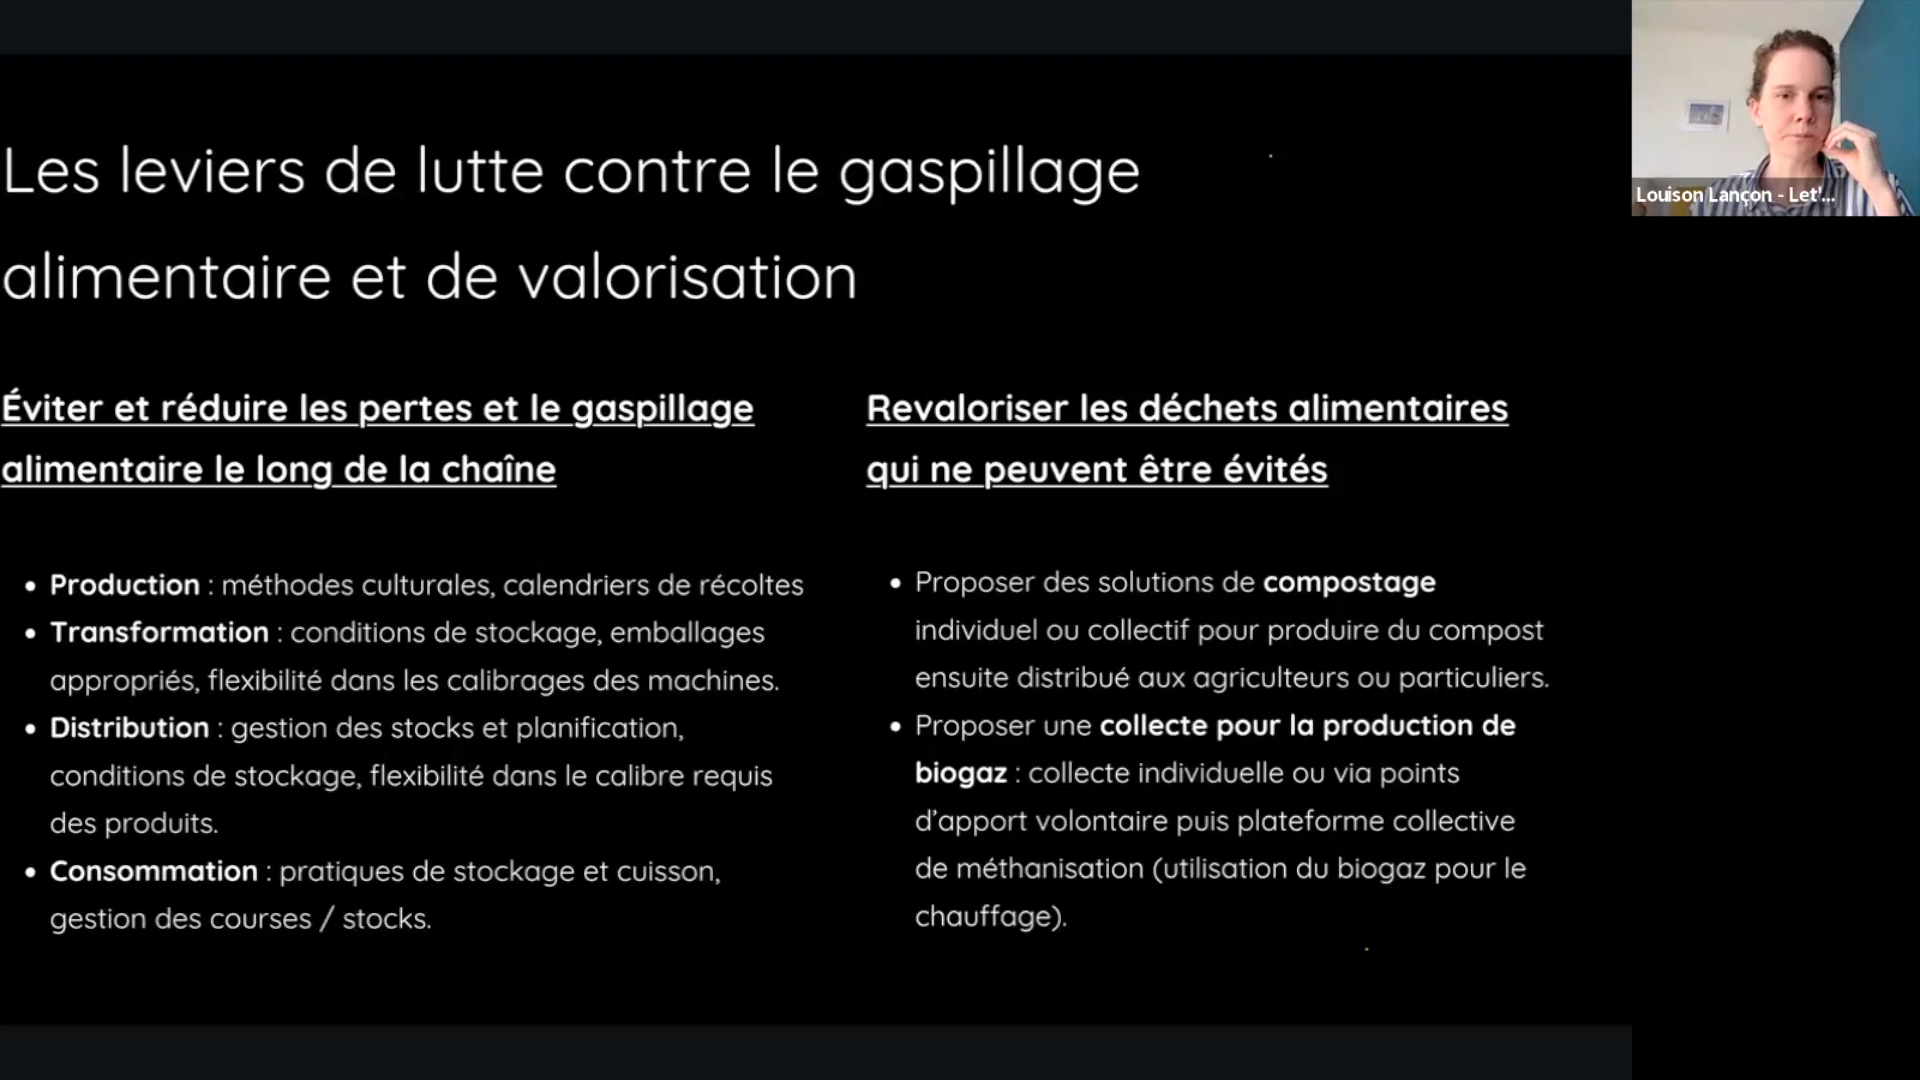 Les leviers de lutte contre le gaspillage
alimentaire et de valorisation
Éviter et réduire les pertes et le gaspillage
alimentaire le long de la chaîne
• Production : méthodes culturales, calendriers de récoltes
• Transformation : conditions de stockage, emballages
appropriés, flexibilité dans les calibrages des machines.
• Distribution : gestion des stocks et planification,
conditions de stockage, flexibilité dans le calibre requis
des produits.
• Consommation : pratiques de stockage et cuisson,
gestion des courses / stocks.
Revaloriser les déchets alimentaires
qui ne peuvent être évités
• Proposer des solutions de compostage
individuel ou collectif pour produire du compost
ensuite distribué aux agriculteurs ou particuliers.
• Proposer une collecte pour la production de
biogaz : collecte individuelle ou via points
d’apport volontaire puis plateforme collective
de méthanisation (utilisation du biogaz pour le
chauffage).
Louison Lançon - Let'...